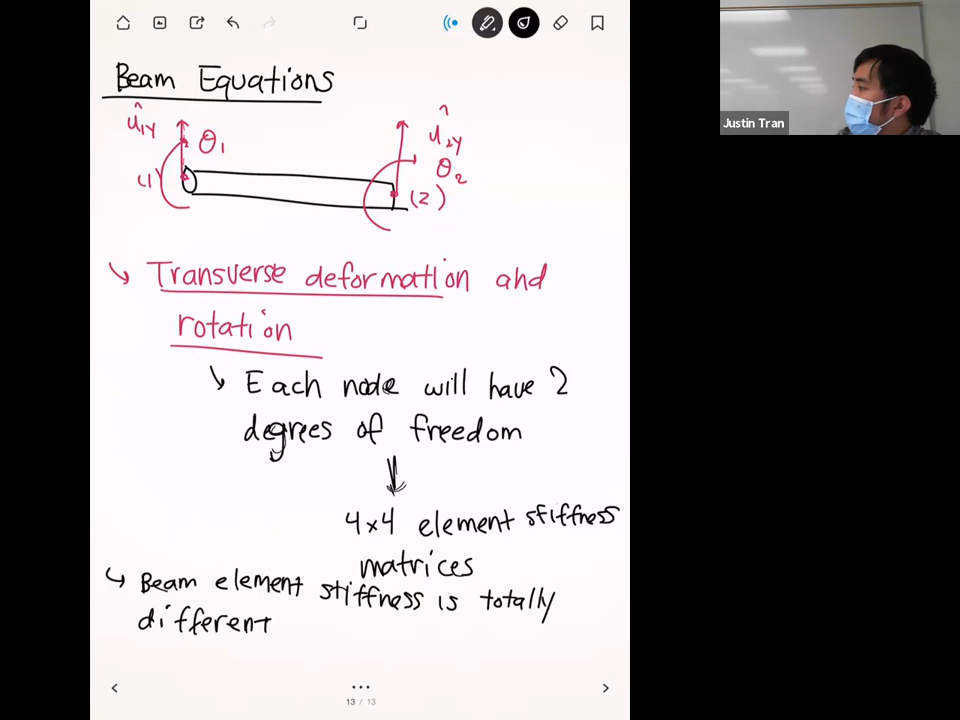 Beam Equations
û1y θ1 û2y
θ2
(1) (2)
Transverse deformation and
rotation
Each node will have 2
degrees of freedom
4x4 element stiffness
matrices
Beam element stiffness is totally
different
Justin Tran
13 / 13